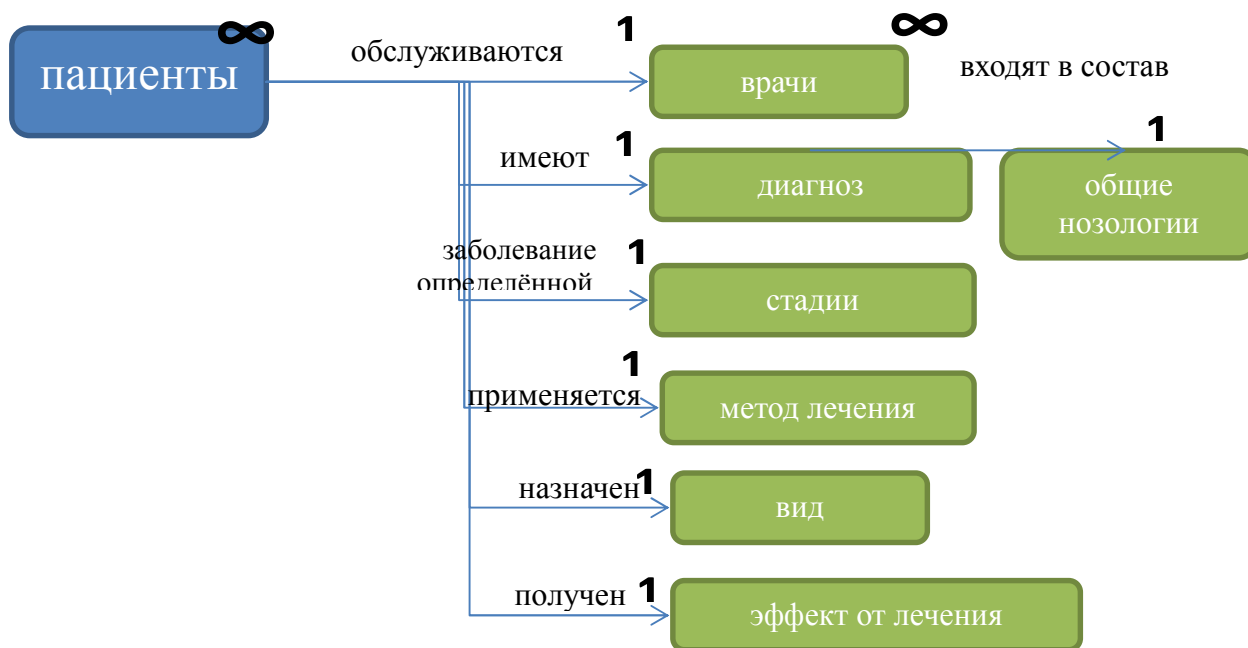 ∞
∞
1
обслуживаются
пациенты
врачи
входят в состав
1
1
имеют
диагноз
общие
нозологии
заболевание
определённой
1
стадии
1
применяется
метод лечения
1
назначен
вид
1
получен
эффект от лечения